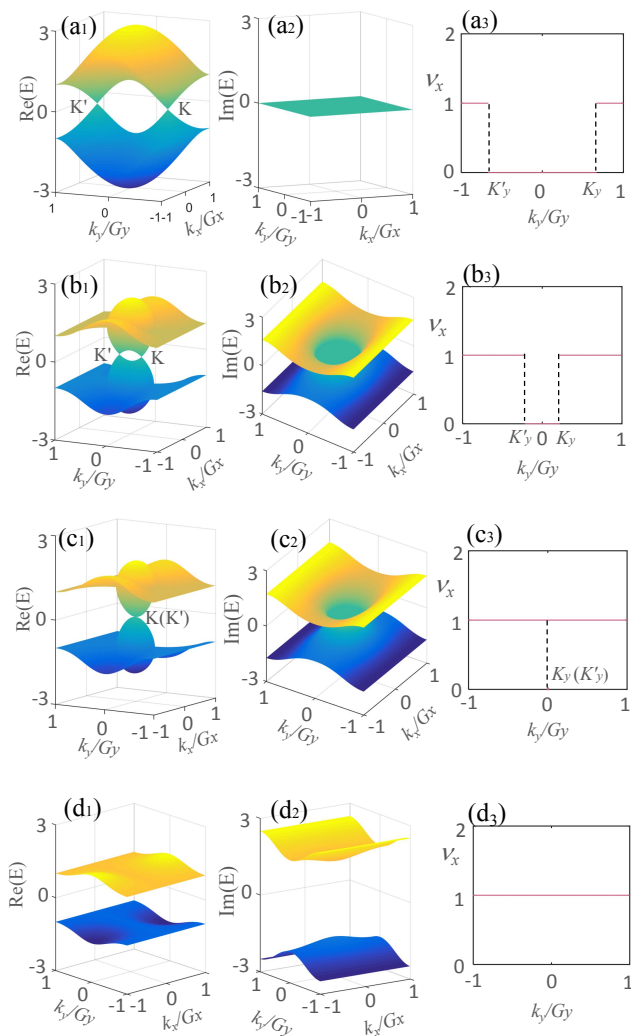 (a1)
3
0
-3
Re(E)
K'
K
1
0
-1
-1
0
1
ky/Gy
kx/Gx
(a2)
2
0
-2
Im(E)
1
0
-1
-1
0
1
ky/Gy
kx/Gx
(a3)
2
νx
1
0
-1
K'y
0
Ky
1
ky/Gy
(b1)
3
0
-3
Re(E)
K'
K
1
0
-1
-1
0
1
ky/Gy
kx/Gx
(b2)
3
0
-3
Im(E)
1
0
-1
-1
0
1
ky/Gy
kx/Gx
(b3)
2
νx
1
0
-1
K'y
0
Ky
1
ky/Gy
(c1)
3
0
-3
Re(E)
K(K')
1
0
-1
-1
0
1
ky/Gy
kx/Gx
(c2)
3
0
-3
Im(E)
1
0
-1
-1
0
1
ky/Gy
kx/Gx
(c3)
2
νx
1
0
Ky(K'y)
-1
0
1
ky/Gy
(d1)
3
0
-3
Re(E)
1
0
-1
-1
0
1
ky/Gy
kx/Gx
(d2)
3
0
-3
Im(E)
1
0
-1
-1
0
1
ky/Gy
kx/Gx
(d3)
2
νx
1
0
-1
0
1
ky/Gy